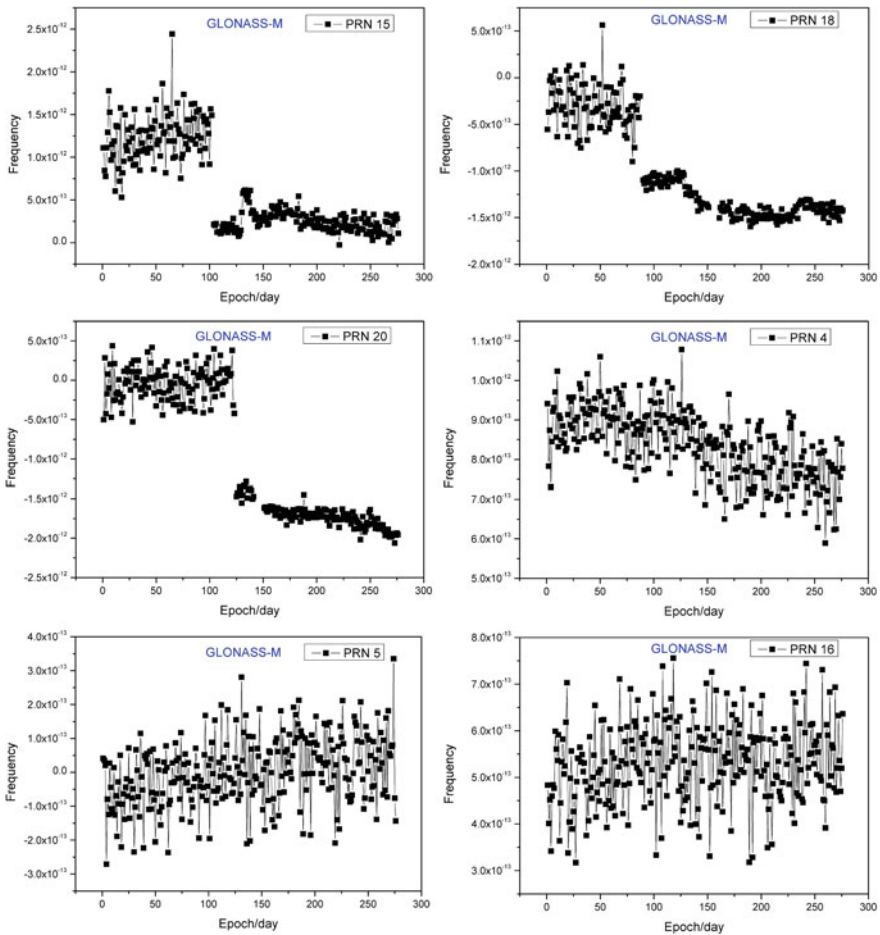 GLONASS-M
PRN 15
2.5x10⁻¹²
2.0x10⁻¹²
1.5x10⁻¹²
1.0x10⁻¹²
5.0x10⁻¹³
0.0
Frequency
0 50 100 150 200 250 300
Epoch/day
GLONASS-M
PRN 18
5.0x10⁻¹³
0.0
-5.0x10⁻¹³
-1.0x10⁻¹²
-1.5x10⁻¹²
-2.0x10⁻¹²
Frequency
0 50 100 150 200 250 300
Epoch/day
GLONASS-M
PRN 20
5.0x10⁻¹³
0.0
-5.0x10⁻¹³
-1.0x10⁻¹²
-1.5x10⁻¹²
-2.0x10⁻¹²
-2.5x10⁻¹²
Frequency
0 50 100 150 200 250 300
Epoch/day
GLONASS-M
PRN 4
1.1x10⁻¹²
1.0x10⁻¹²
9.0x10⁻¹³
8.0x10⁻¹³
7.0x10⁻¹³
6.0x10⁻¹³
5.0x10⁻¹³
Frequency
0 50 100 150 200 250 300
Epoch/day
GLONASS-M
PRN 5
4.0x10⁻¹³
3.0x10⁻¹³
2.0x10⁻¹³
1.0x10⁻¹³
0.0
-1.0x10⁻¹³
-2.0x10⁻¹³
-3.0x10⁻¹³
Frequency
0 50 100 150 200 250 300
Epoch/day
GLONASS-M
PRN 16
8.0x10⁻¹³
7.0x10⁻¹³
6.0x10⁻¹³
5.0x10⁻¹³
4.0x10⁻¹³
3.0x10⁻¹³
Frequency
0 50 100 150 200 250 300
Epoch/day